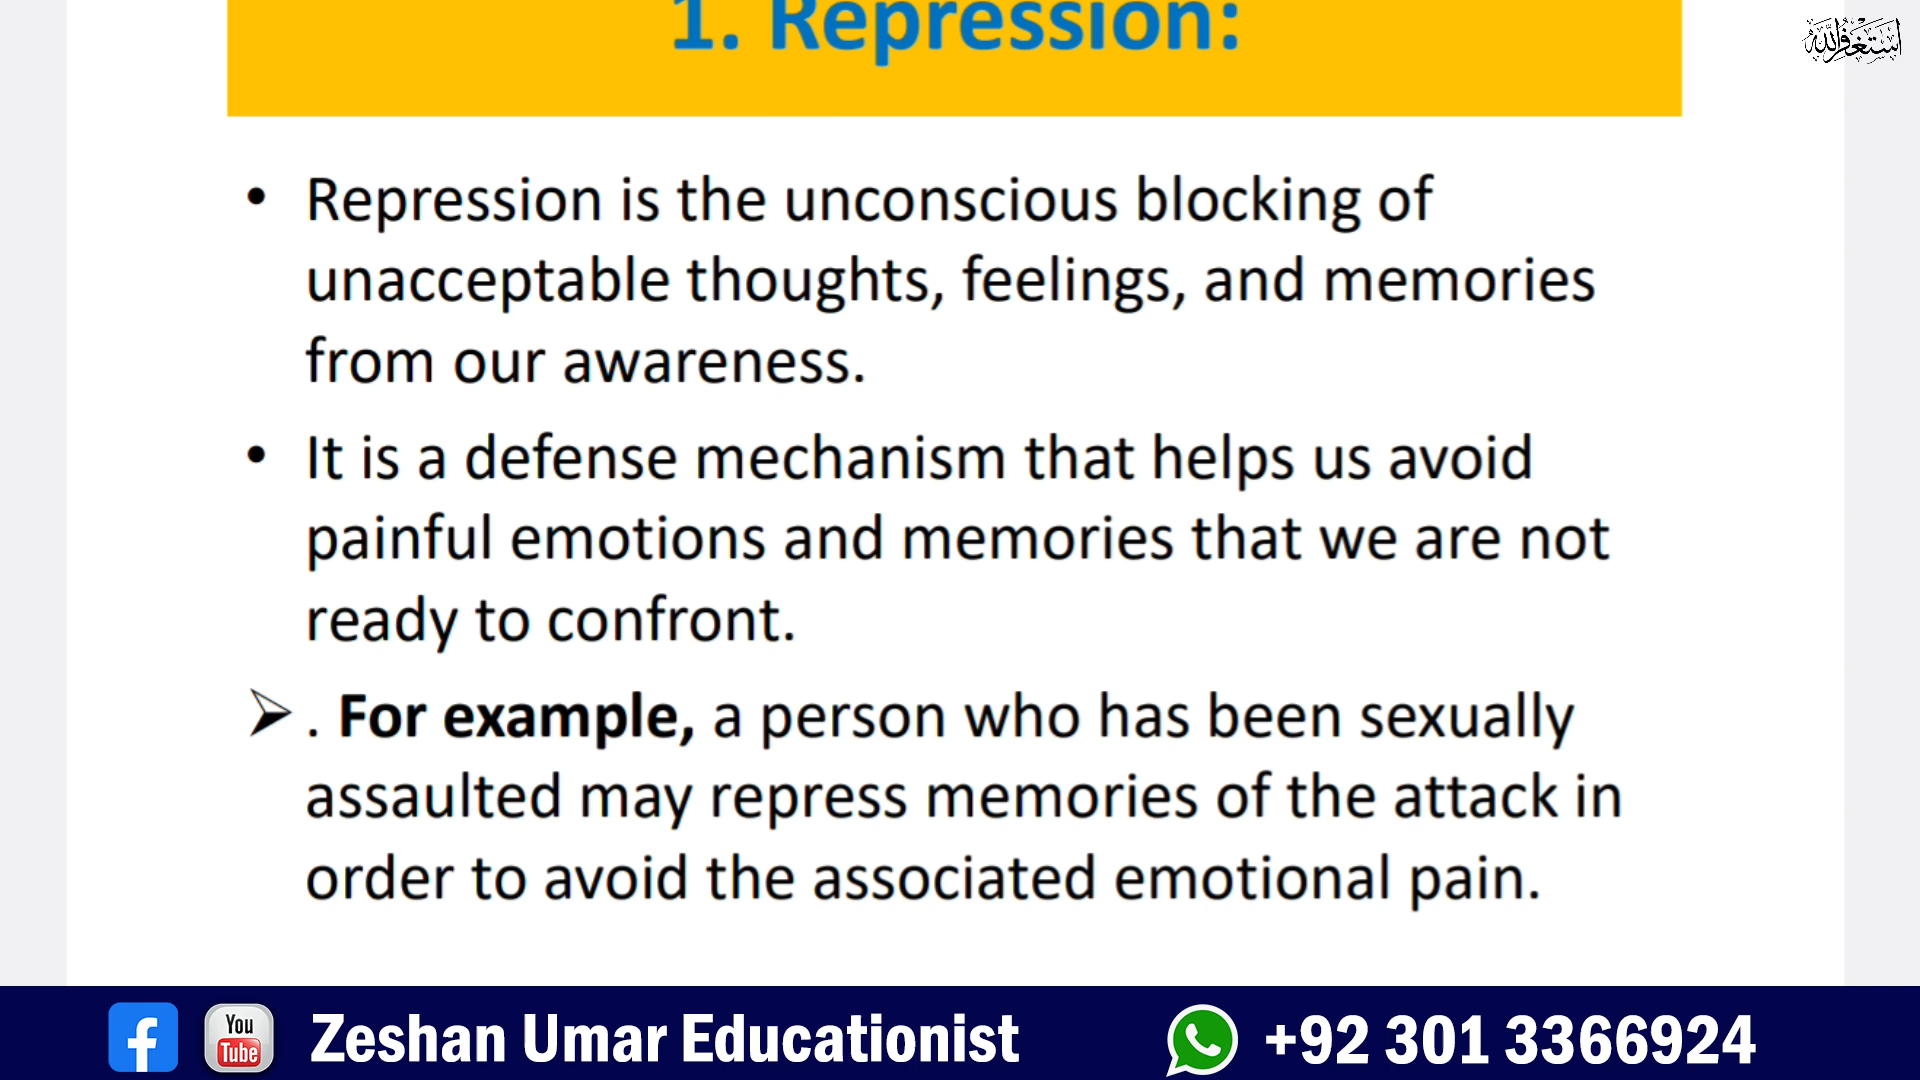 1. Repression:
استغفر الله
• Repression is the unconscious blocking of
unacceptable thoughts, feelings, and memories
from our awareness.
• It is a defense mechanism that helps us avoid
painful emotions and memories that we are not
ready to confront.
➢ . For example, a person who has been sexually
assaulted may repress memories of the attack in
order to avoid the associated emotional pain.
You
Tube
Zeshan Umar Educationist
+92 301 3366924